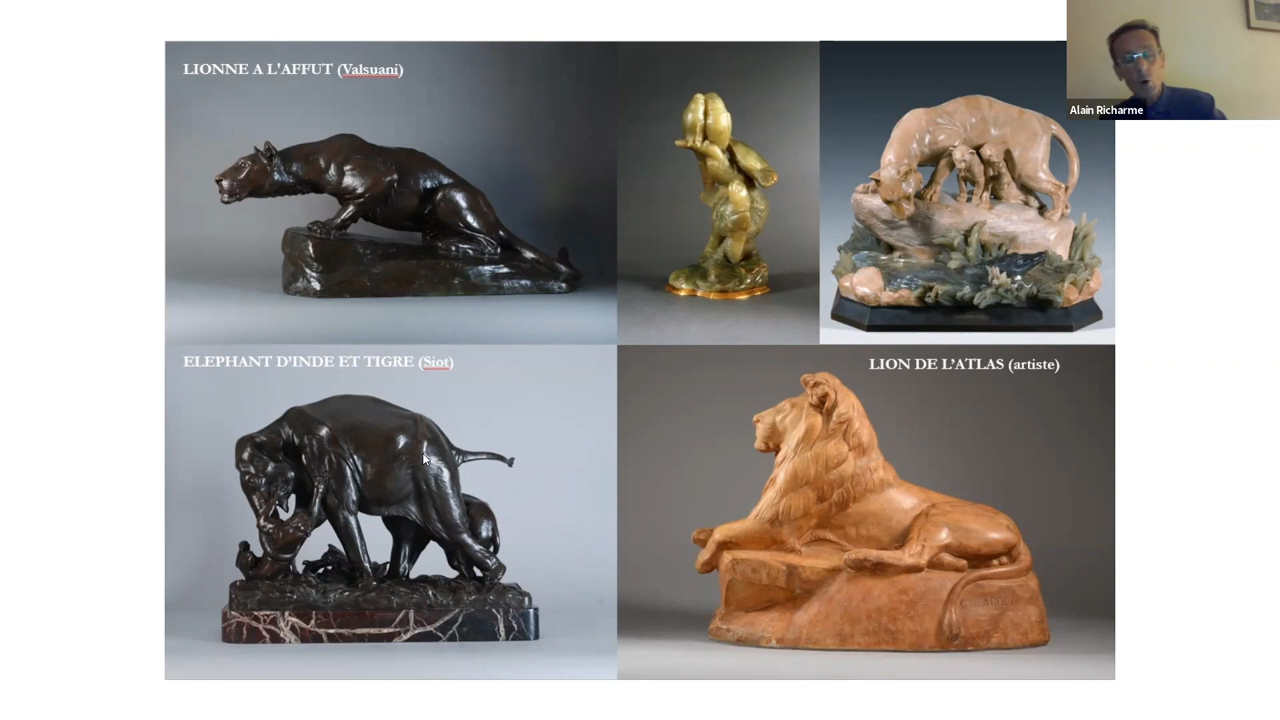 LIONNE A L'AFFUT (Valsuani)
Alain Richarme
ELEPHANT D’INDE ET TIGRE (Siot)
LION DE L’ATLAS (artiste)